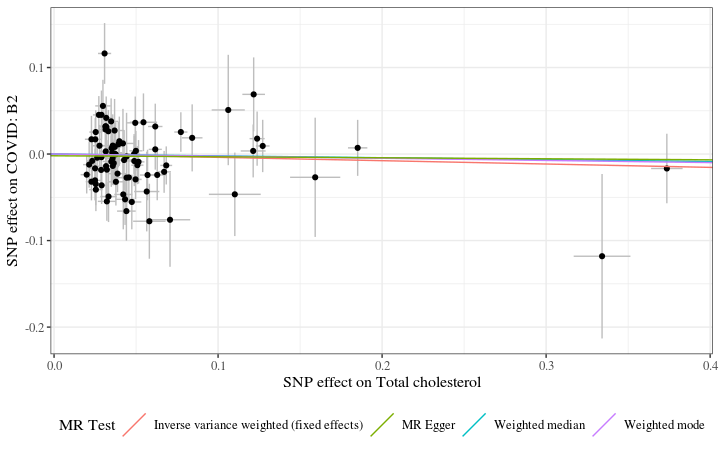 SNP effect on COVID: B2
0.1
0.0
-0.1
-0.2
0.0 0.1 0.2 0.3 0.4
SNP effect on Total cholesterol
MR Test Inverse variance weighted (fixed effects) MR Egger Weighted median Weighted mode